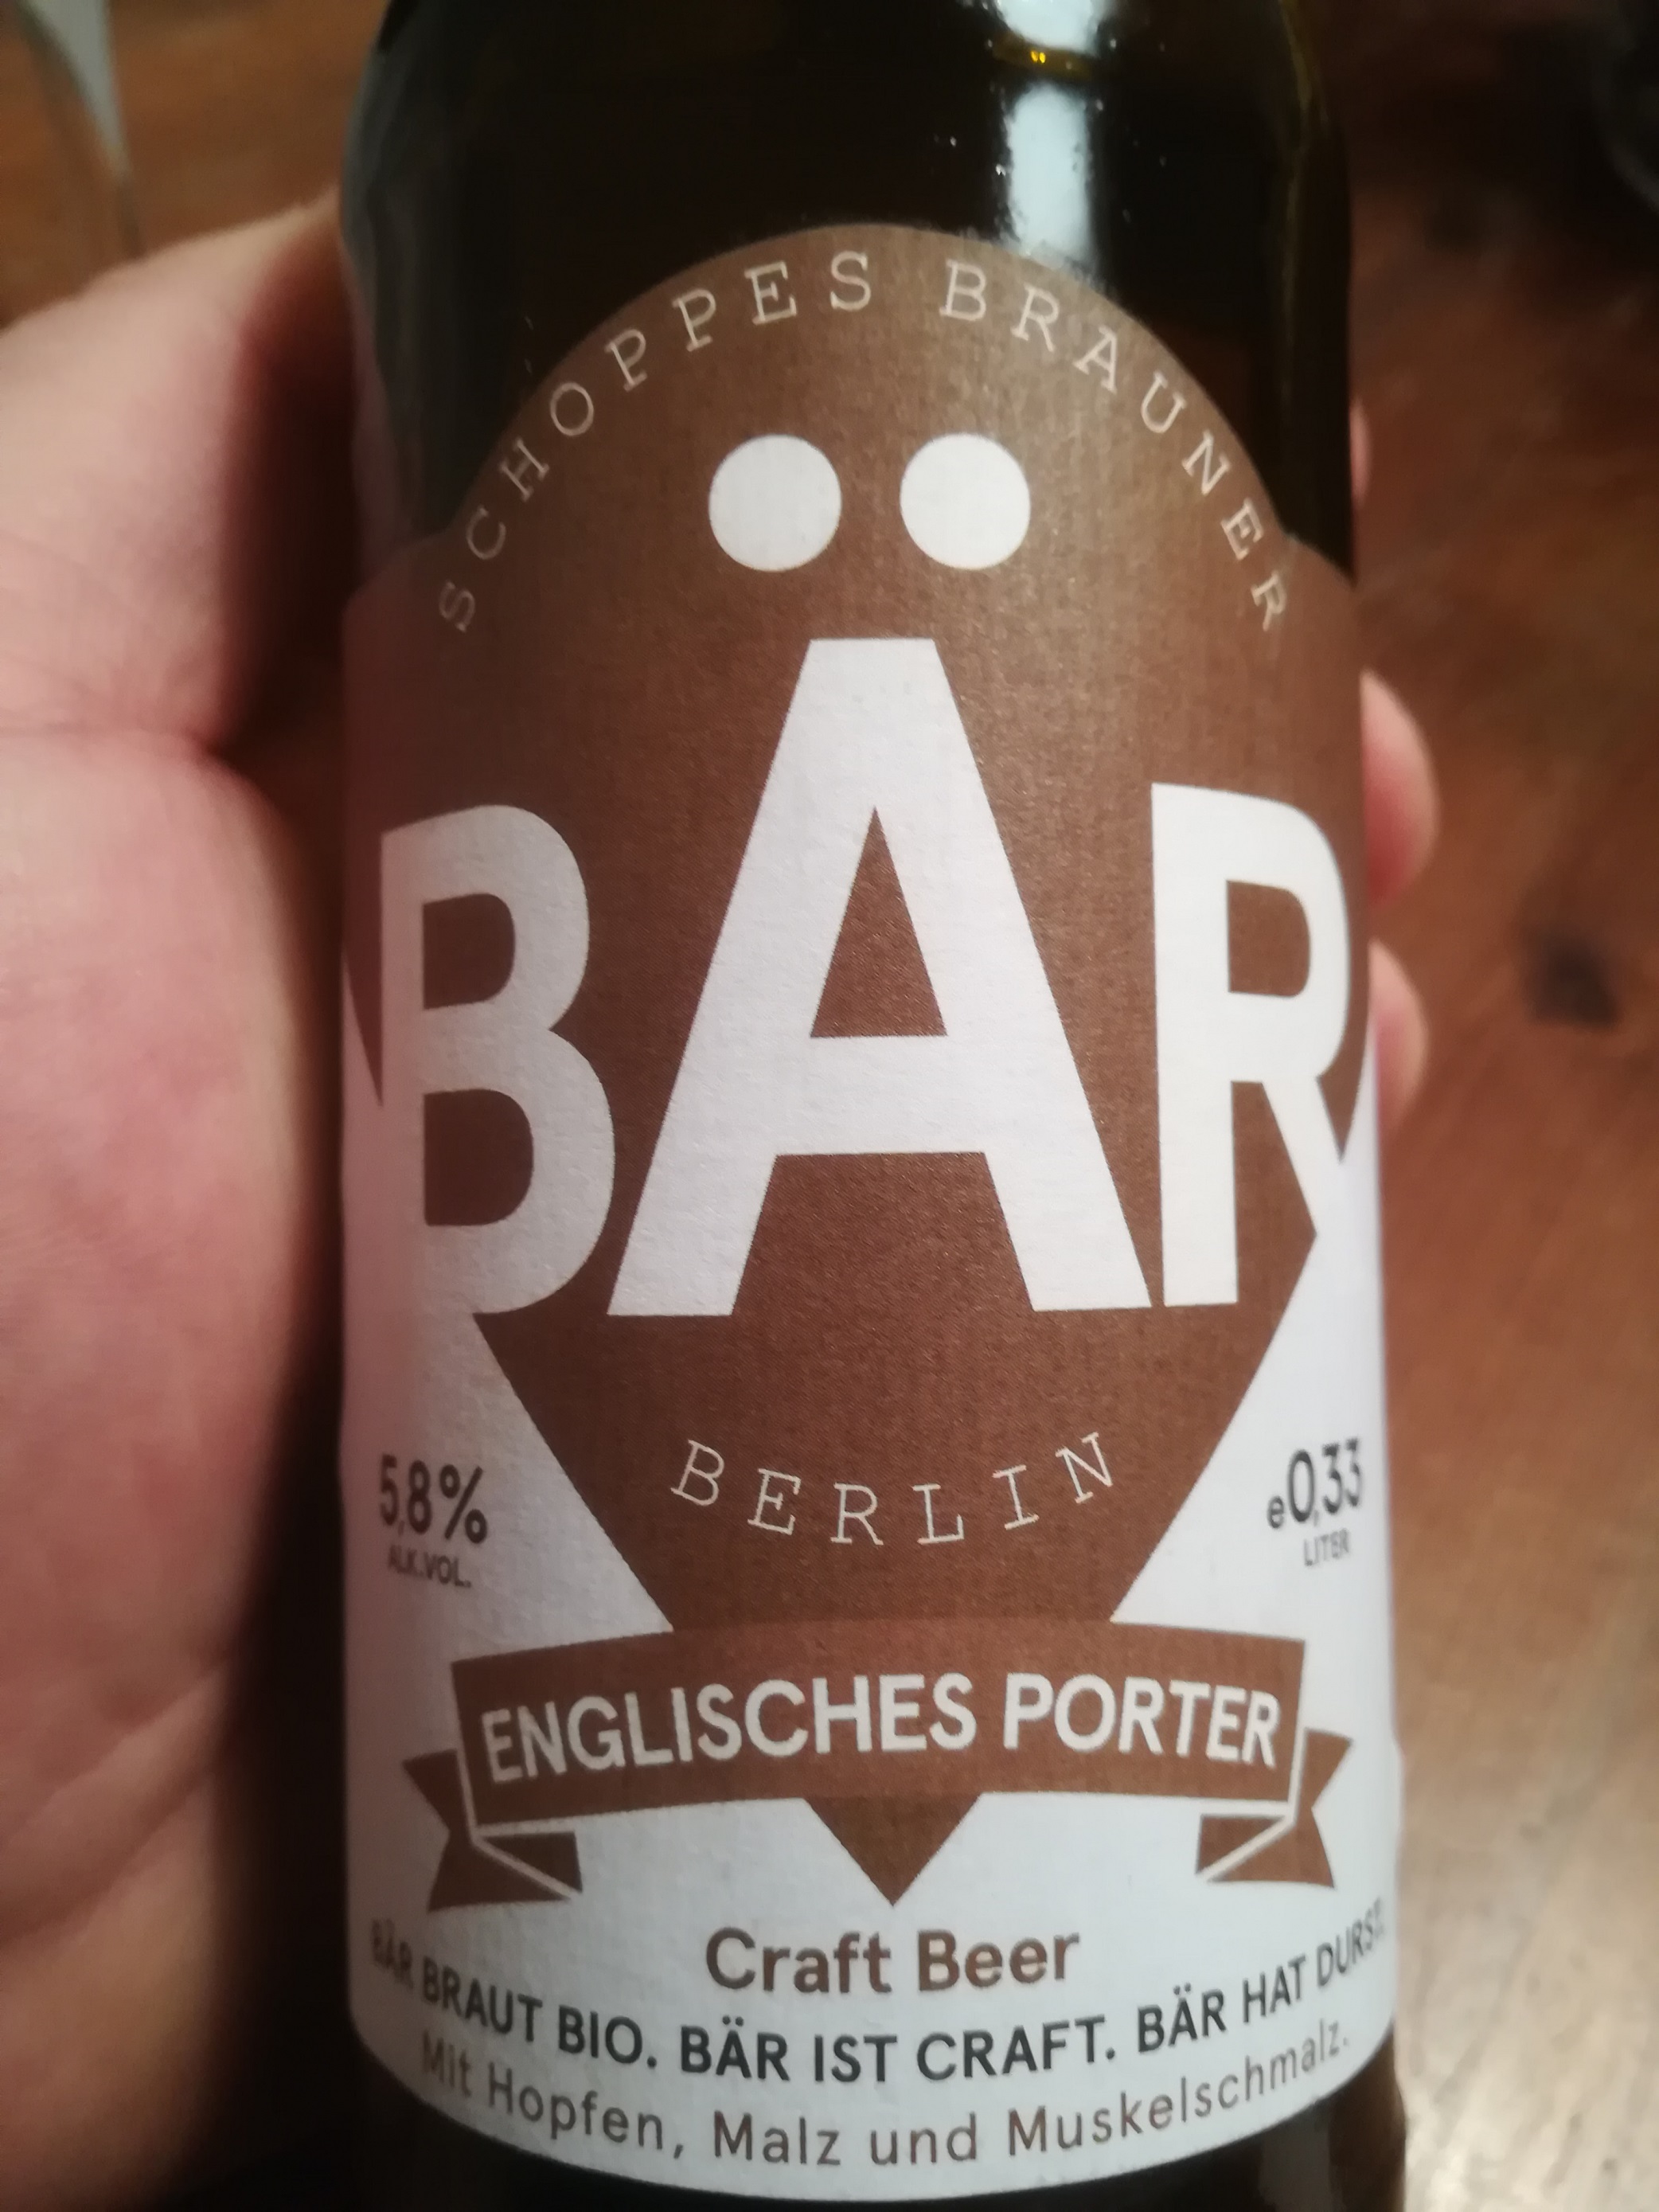 SCHOPPES BRAUNER
BÄR
BERLIN
5,8%
ALK.VOL.
e0,33
LITER
ENGLISCHES PORTER
Craft Beer
BÄR BRAUT BIO. BÄR IST CRAFT. BÄR HAT DURST.
Mit Hopfen, Malz und Muskelschmalz.